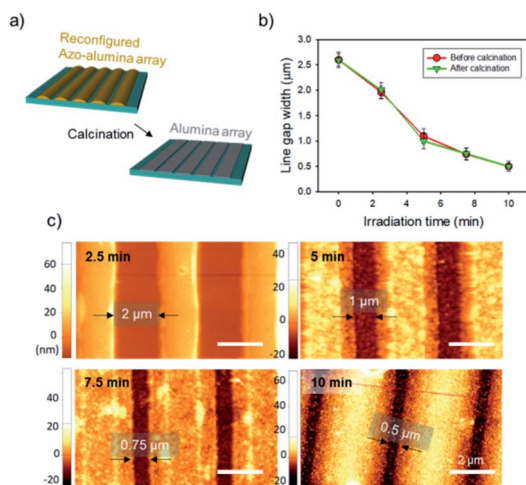 a)
Reconfigured
Azo-alumina array
Calcination
Alumina array
b)
Line gap width (μm)
3.0
2.5
2.0
1.5
1.0
0.5
0.0
Before calcination
After calcination
0 2 4 6 8 10
Irradiation time (min)
c)
60
40
20
0
(nm)
2.5 min
2 μm
60
40
20
0
-20
5 min
1 μm
60
40
20
0
-20
7.5 min
0.75 μm
80
60
40
20
0
-20
10 min
0.5 μm
2 μm